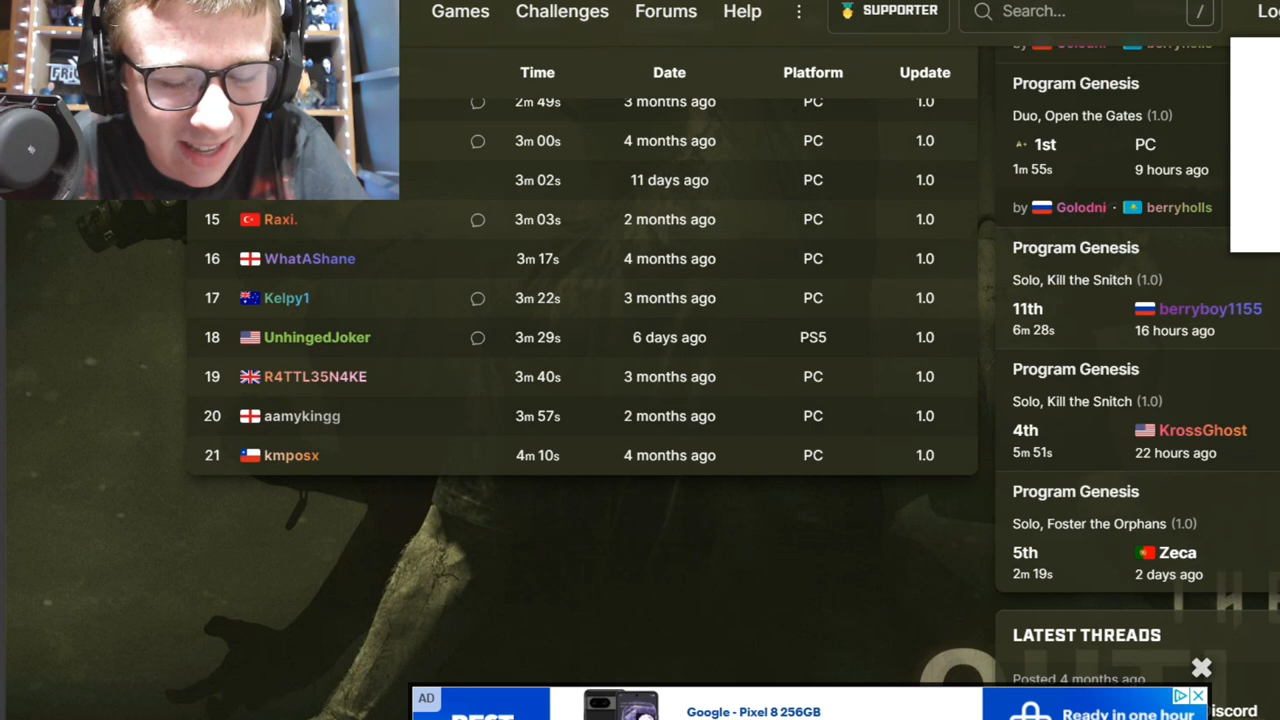 Games Challenges Forums Help SUPPORTER Search... / Lo
Time Date Platform Update
2m 49s 3 months ago PC 1.0
3m 00s 4 months ago PC 1.0
3m 02s 11 days ago PC 1.0
15 Raxi. 3m 03s 2 months ago PC 1.0
16 WhatAShane 3m 17s 4 months ago PC 1.0
17 Kelpy1 3m 22s 3 months ago PC 1.0
18 UnhingedJoker 3m 29s 6 days ago PS5 1.0
19 R4TTL35N4KE 3m 40s 3 months ago PC 1.0
20 aamykingg 3m 57s 2 months ago PC 1.0
21 kmposx 4m 10s 4 months ago PC 1.0
by Golodni · berryholls
Program Genesis
Duo, Open the Gates (1.0)
A+ 1st PC
1m 55s 9 hours ago
by Golodni · berryholls
Program Genesis
Solo, Kill the Snitch (1.0)
11th berryboy1155
6m 28s 16 hours ago
Program Genesis
Solo, Kill the Snitch (1.0)
4th KrossGhost
5m 51s 22 hours ago
Program Genesis
Solo, Foster the Orphans (1.0)
5th Zeca
2m 19s 2 days ago
LATEST THREADS
Posted 4 months ago
AD
BEST
Google - Pixel 8 256GB
Ready in one hour
iscord